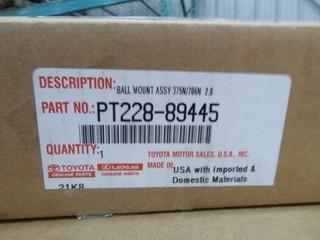 DESCRIPTION: BALL MOUNT ASSY 375N/706N 2.0
PART NO.: PT228-89445
QUANTITY: 1
TOYOTA MOTOR SALES, U.S.A., INC.
TOYOTA LEXUS
GENUINE PARTS GENUINE PARTS
MADE IN: USA with Imported &
Domestic Materials
21K8